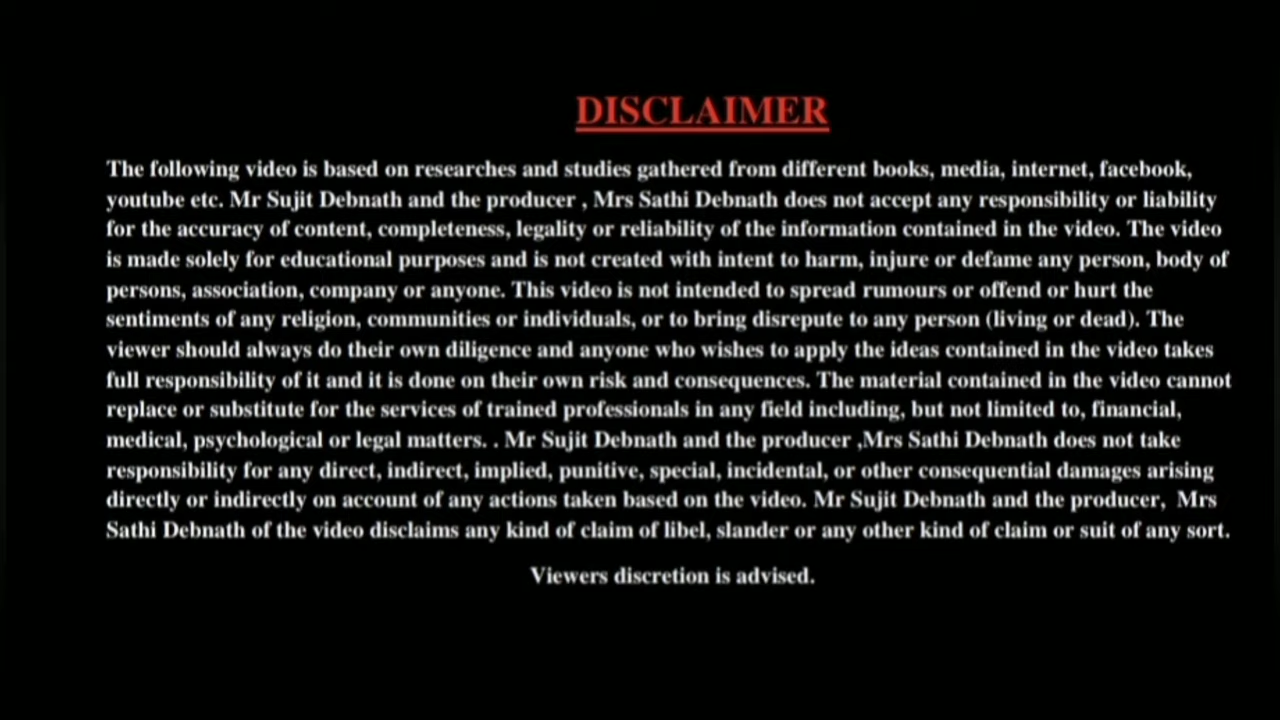 DISCLAIMER
The following video is based on researches and studies gathered from different books, media, internet, facebook,
youtube etc. Mr Sujit Debnath and the producer , Mrs Sathi Debnath does not accept any responsibility or liability
for the accuracy of content, completeness, legality or reliability of the information contained in the video. The video
is made solely for educational purposes and is not created with intent to harm, injure or defame any person, body of
persons, association, company or anyone. This video is not intended to spread rumours or offend or hurt the
sentiments of any religion, communities or individuals, or to bring disrepute to any person (living or dead). The
viewer should always do their own diligence and anyone who wishes to apply the ideas contained in the video takes
full responsibility of it and it is done on their own risk and consequences. The material contained in the video cannot
replace or substitute for the services of trained professionals in any field including, but not limited to, financial,
medical, psychological or legal matters. . Mr Sujit Debnath and the producer ,Mrs Sathi Debnath does not take
responsibility for any direct, indirect, implied, punitive, special, incidental, or other consequential damages arising
directly or indirectly on account of any actions taken based on the video. Mr Sujit Debnath and the producer, Mrs
Sathi Debnath of the video disclaims any kind of claim of libel, slander or any other kind of claim or suit of any sort.
Viewers discretion is advised.